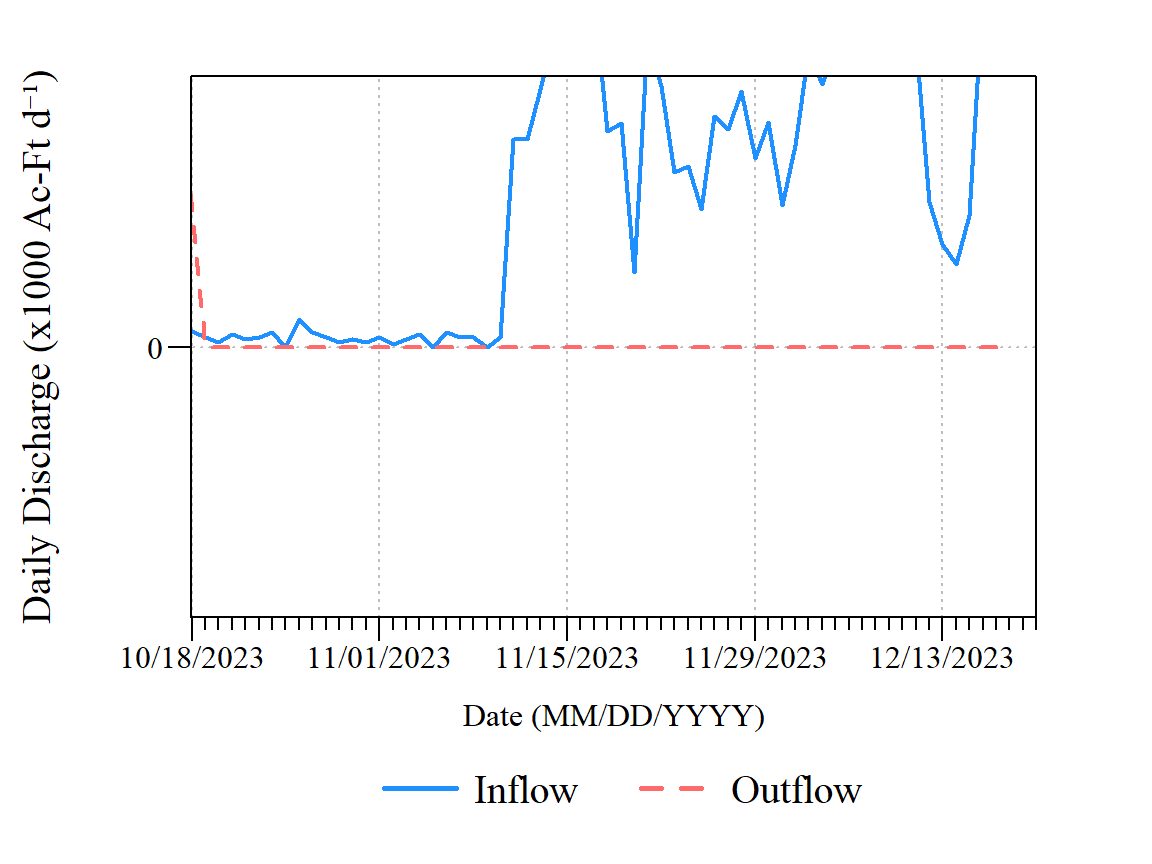 Daily Discharge (x1000 Ac-Ft d⁻¹)
0
10/18/2023 11/01/2023 11/15/2023 11/29/2023 12/13/2023
Date (MM/DD/YYYY)
Inflow Outflow